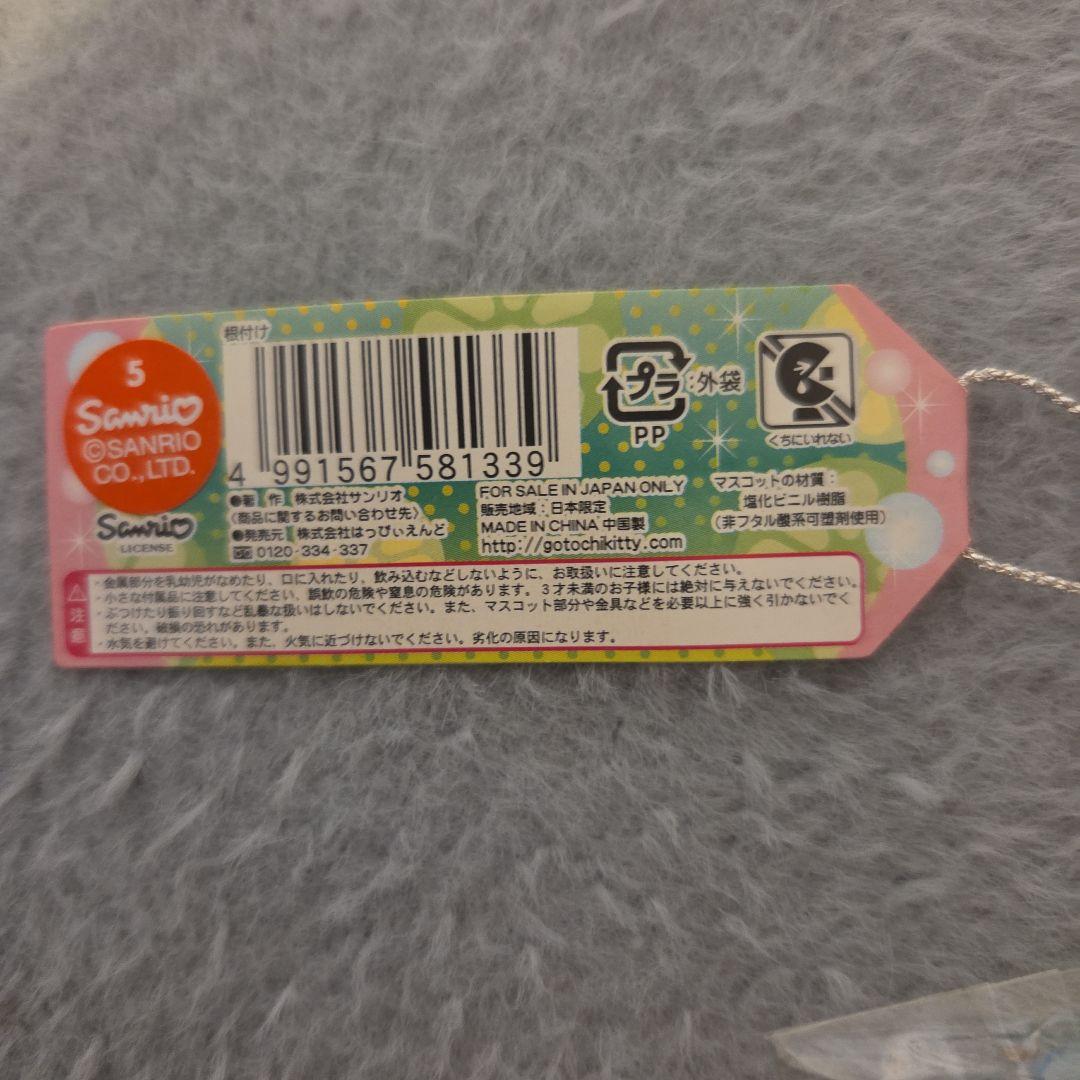 根付け
5
Sanrio
©SANRIO
CO.,LTD.
Sanrio
LICENSE
4 991567 581339
プラ:外袋
PP
くちにいれない
●著 作 株式会社サンリオ
〈商品に関するお問い合わせ先〉
●発売元 株式会社はっぴぃえんど
0120-334-337
FOR SALE IN JAPAN ONLY
販売地域:日本限定
MADE IN CHINA 中国製
http://gotochikitty.com
マスコットの材質:
塩化ビニル樹脂
(非フタル酸系可塑剤使用)
注意
・金属部分を乳幼児がなめたり、口に入れたり、飲み込むなどしないように、お取扱いに注意してください。
・小さな付属品に注意してください、誤飲の危険や窒息の危険があります。3才未満のお子様には絶対に与えないでください。
・ぶつけたり振り回すなど乱暴な扱いはしないでください。また、マスコット部分や金具などを必要以上に強く引かないでく
ださい。破損の恐れがあります。
・水気を避けてください。また、火気に近づけないでください。劣化の原因になります。